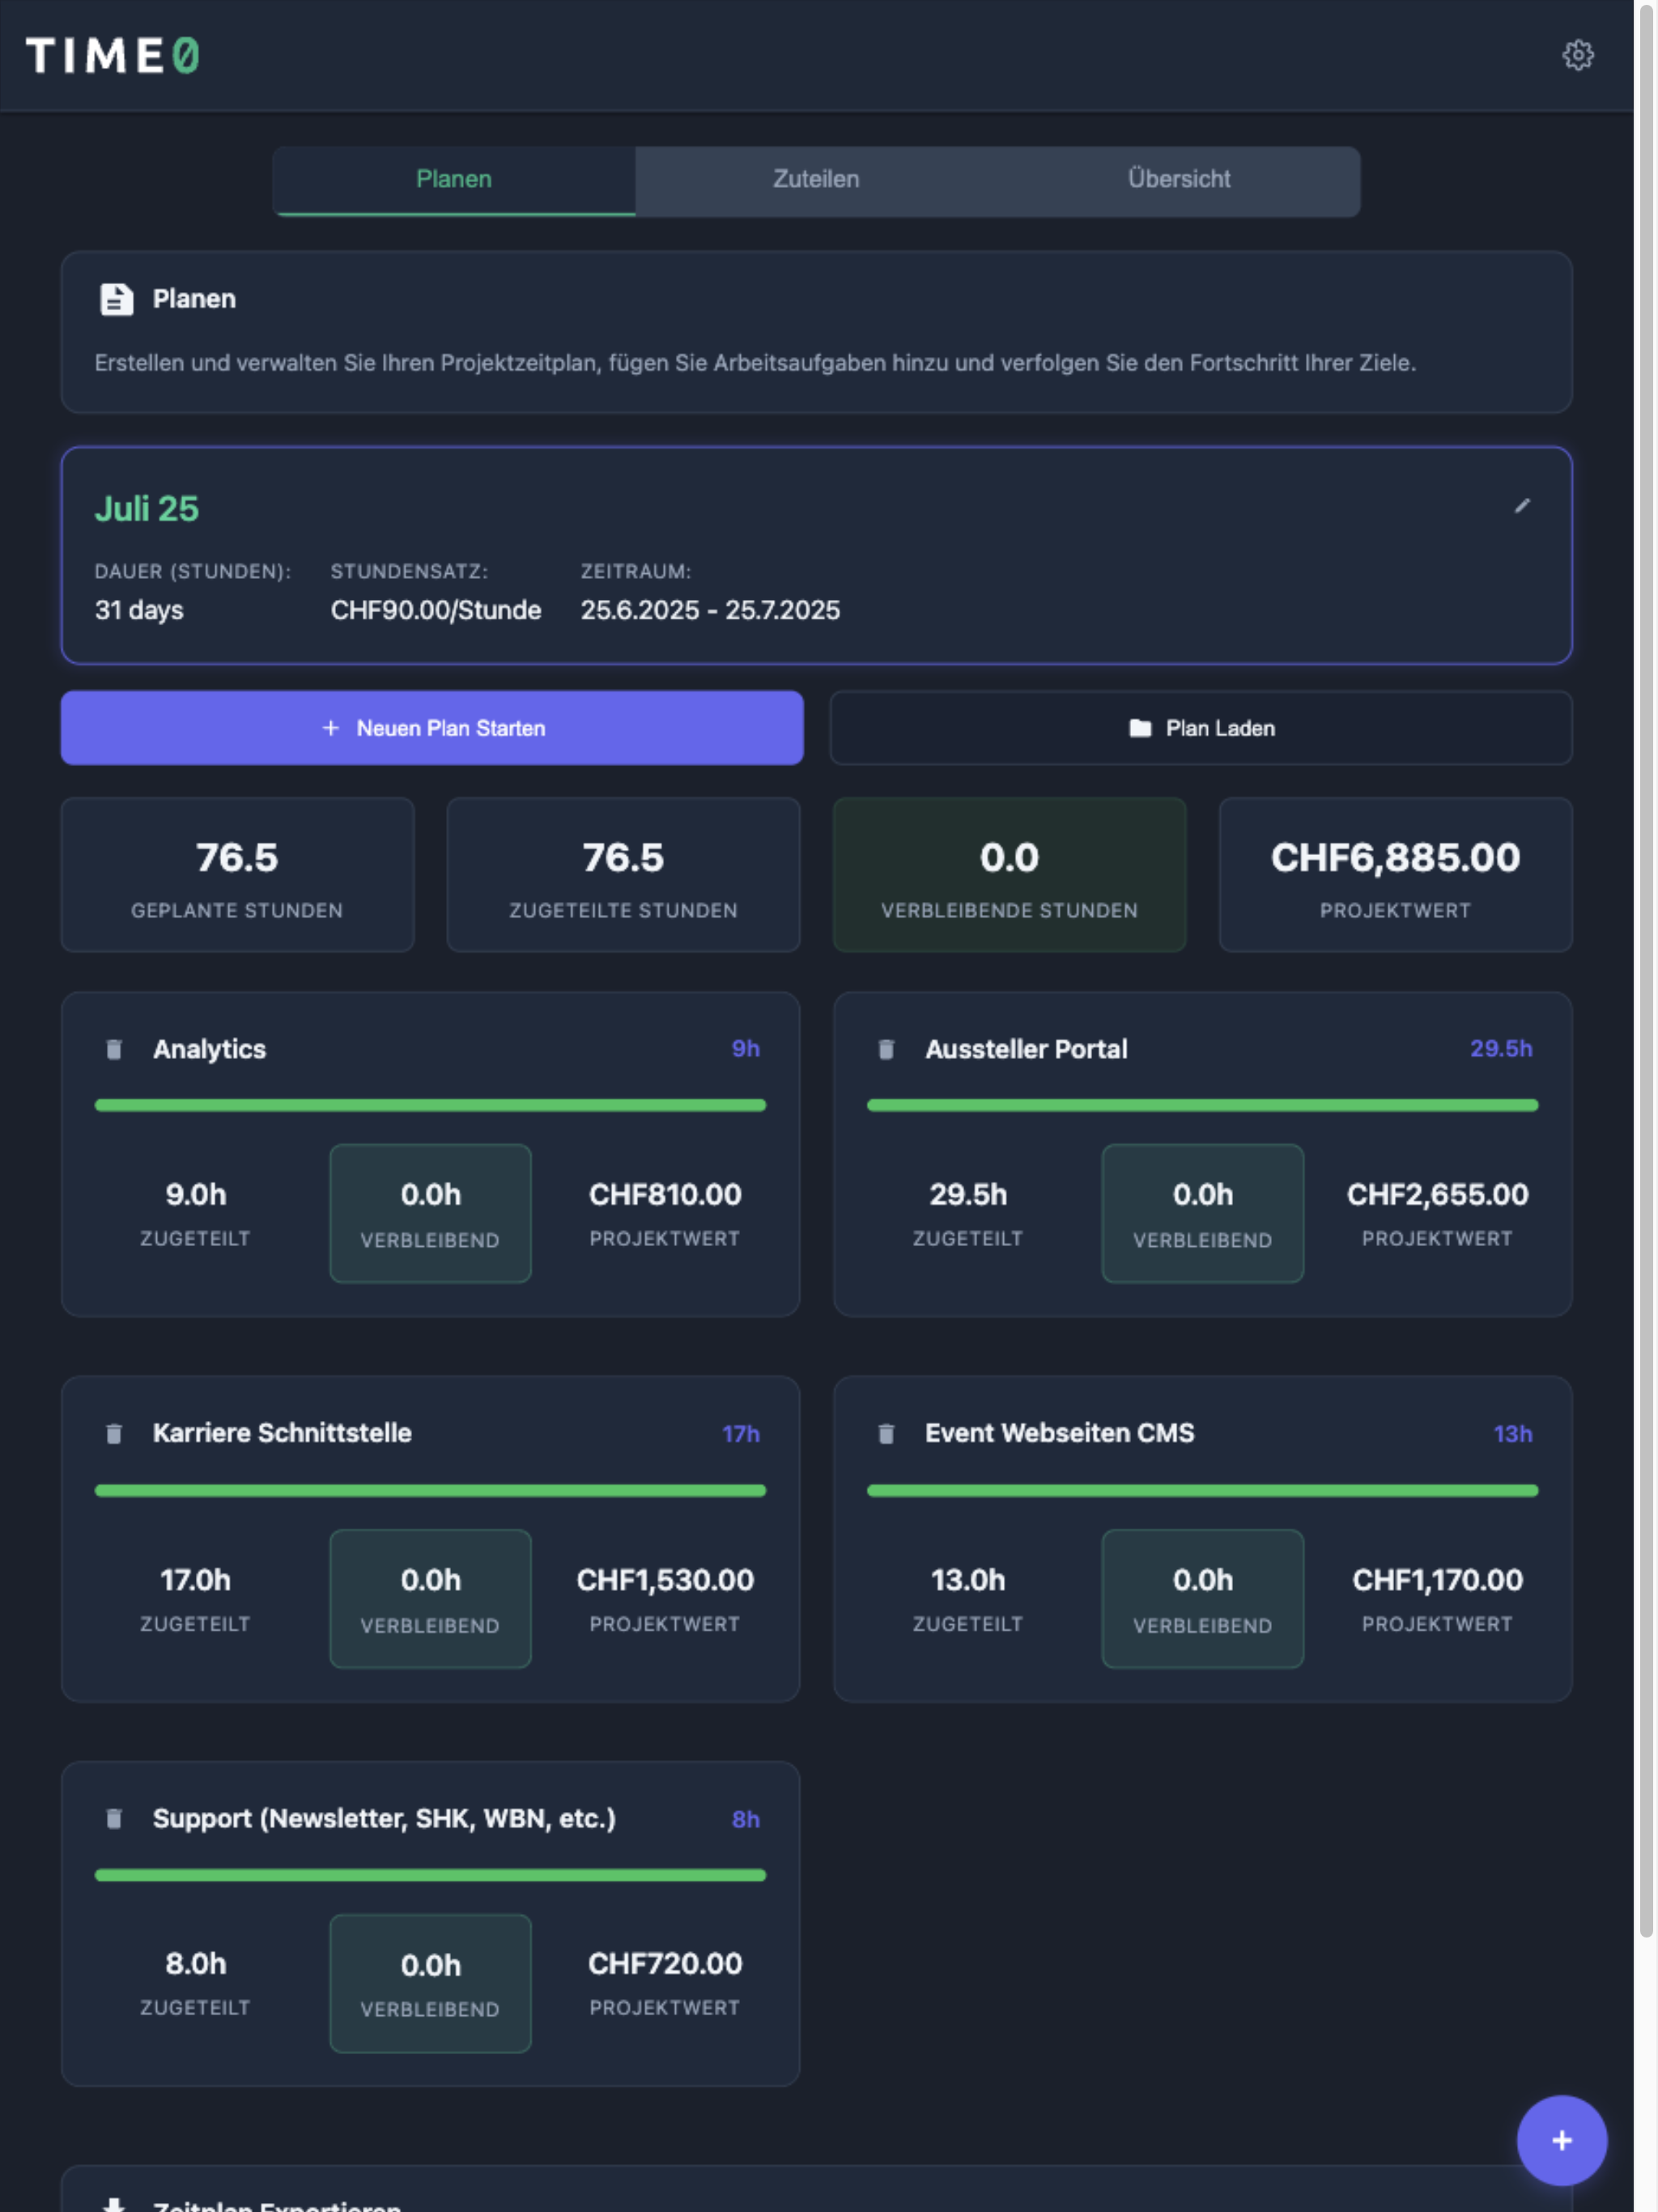 TIME0
Planen Zuteilen Übersicht
Planen
Erstellen und verwalten Sie Ihren Projektzeitplan, fügen Sie Arbeitsaufgaben hinzu und verfolgen Sie den Fortschritt Ihrer Ziele.
Juli 25
DAUER (STUNDEN): STUNDENSATZ: ZEITRAUM:
31 days CHF90.00/Stunde 25.6.2025 - 25.7.2025
+ Neuen Plan Starten Plan Laden
76.5 76.5 0.0 CHF6,885.00
GEPLANTE STUNDEN ZUGETEILTE STUNDEN VERBLEIBENDE STUNDEN PROJEKTWERT
Analytics 9h
9.0h 0.0h CHF810.00
ZUGETEILT VERBLEIBEND PROJEKTWERT
Aussteller Portal 29.5h
29.5h 0.0h CHF2,655.00
ZUGETEILT VERBLEIBEND PROJEKTWERT
Karriere Schnittstelle 17h
17.0h 0.0h CHF1,530.00
ZUGETEILT VERBLEIBEND PROJEKTWERT
Event Webseiten CMS 13h
13.0h 0.0h CHF1,170.00
ZUGETEILT VERBLEIBEND PROJEKTWERT
Support (Newsletter, SHK, WBN, etc.) 8h
8.0h 0.0h CHF720.00
ZUGETEILT VERBLEIBEND PROJEKTWERT
+
Zeitplan Exportieren